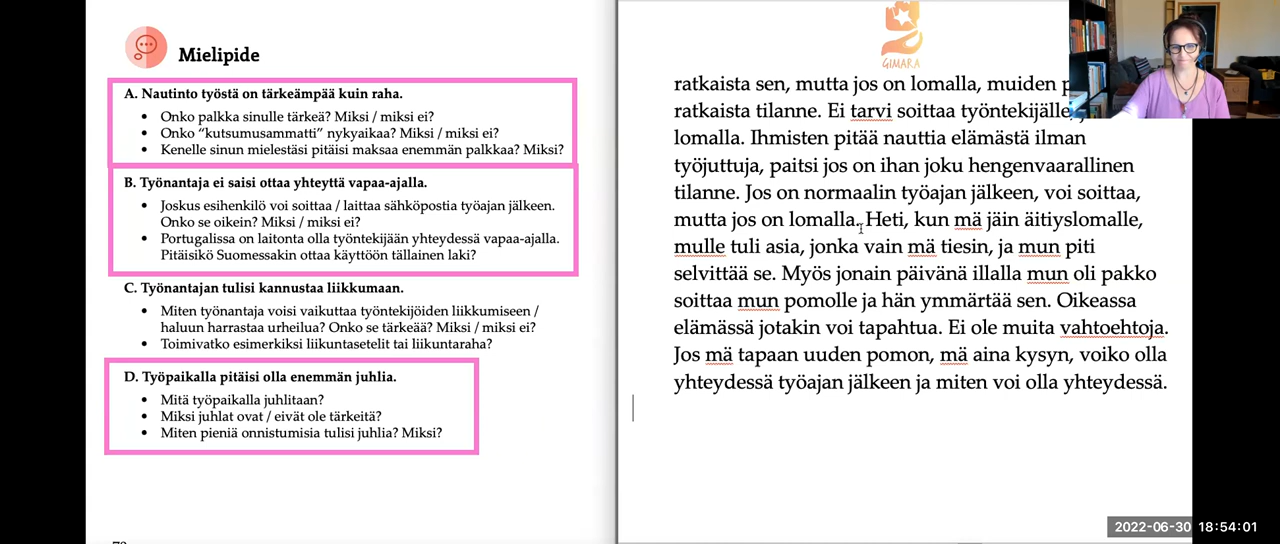 Mielipide
A. Nautinto työstä on tärkeämpää kuin raha.
• Onko palkka sinulle tärkeä? Miksi / miksi ei?
• Onko “kutsumusammatti” nykyaikaa? Miksi / miksi ei?
• Kenelle sinun mielestäsi pitäisi maksaa enemmän palkkaa? Miksi?
B. Työnantaja ei saisi ottaa yhteyttä vapaa-ajalla.
• Joskus esihenkilö voi soittaa / laittaa sähköpostia työajan jälkeen.
Onko se oikein? Miksi / miksi ei?
• Portugalissa on laitonta olla työntekijään yhteydessä vapaa-ajalla.
Pitäisikö Suomessakin ottaa käyttöön tällainen laki?
C. Työnantajan tulisi kannustaa liikkumaan.
• Miten työnantaja voisi vaikuttaa työntekijöiden liikkumiseen /
haluun harrastaa urheilua? Onko se tärkeää? Miksi / miksi ei?
• Toimivatko esimerkiksi liikuntasetelit tai liikuntaraha?
D. Työpaikalla pitäisi olla enemmän juhlia.
• Mitä työpaikalla juhlitaan?
• Miksi juhlat ovat / eivät ole tärkeitä?
• Miten pieniä onnistumisia tulisi juhlia? Miksi?
GIMARA
ratkaista sen, mutta jos on lomalla, muiden
ratkaista tilanne. Ei tarvi soittaa työntekijälle,
lomalla. Ihmisten pitää nauttia elämästä ilman
työjuttuja, paitsi jos on ihan joku hengenvaarallinen
tilanne. Jos on normaalin työajan jälkeen, voi soittaa,
mutta jos on lomalla. Heti, kun mä jäin äitiyslomalle,
mulle tuli asia, jonka vain mä tiesin, ja mun piti
selvittää se. Myös jonain päivänä illalla mun oli pakko
soittaa mun pomolle ja hän ymmärtää sen. Oikeassa
elämässä jotakin voi tapahtua. Ei ole muita vahtoehtoja.
Jos mä tapaan uuden pomon, mä aina kysyn, voiko olla
yhteydessä työajan jälkeen ja miten voi olla yhteydessä.
2022-06-30 18:54:01